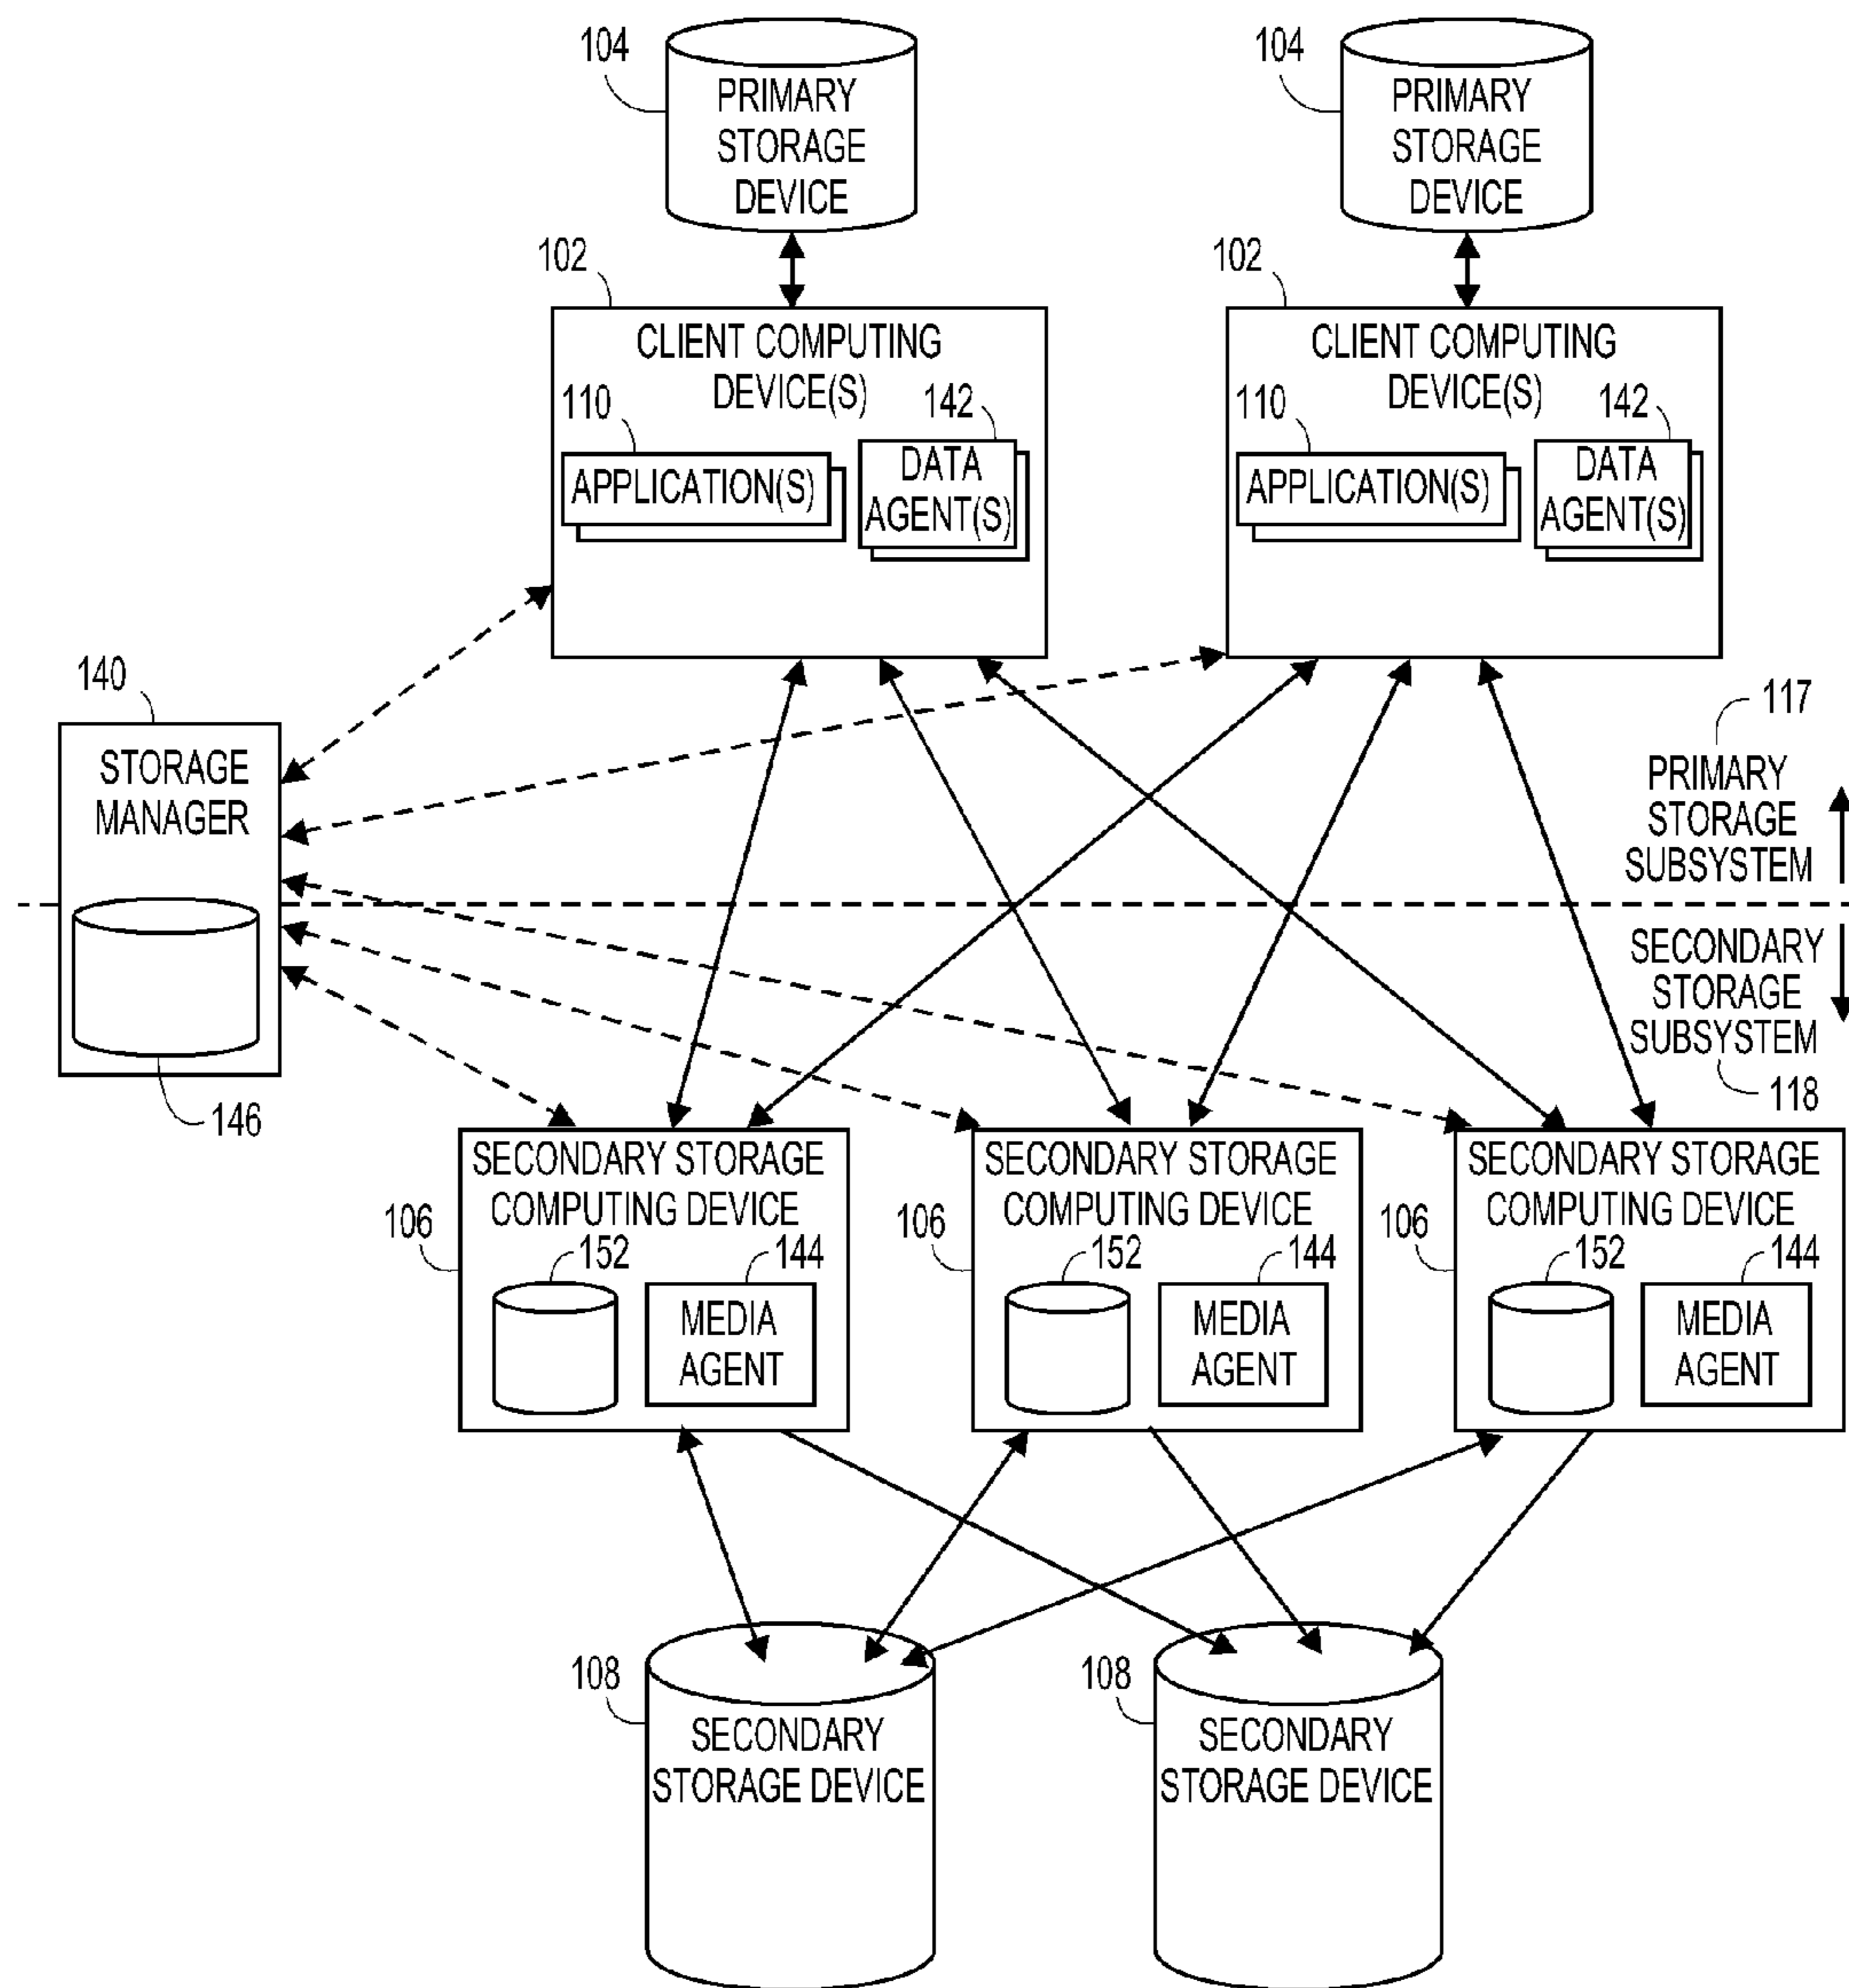 104
PRIMARY
STORAGE
DEVICE
104
PRIMARY
STORAGE
DEVICE
102
CLIENT COMPUTING
DEVICE(S)
110
142
APPLICATION(S)
DATA
AGENT(S)
102
CLIENT COMPUTING
DEVICE(S)
110
142
APPLICATION(S)
DATA
AGENT(S)
140
STORAGE
MANAGER
146
117
PRIMARY
STORAGE
SUBSYSTEM
SECONDARY
STORAGE
SUBSYSTEM
118
SECONDARY STORAGE
COMPUTING DEVICE
106
152
144
MEDIA
AGENT
SECONDARY STORAGE
COMPUTING DEVICE
106
152
144
MEDIA
AGENT
SECONDARY STORAGE
COMPUTING DEVICE
106
152
144
MEDIA
AGENT
108
SECONDARY
STORAGE DEVICE
108
SECONDARY
STORAGE DEVICE